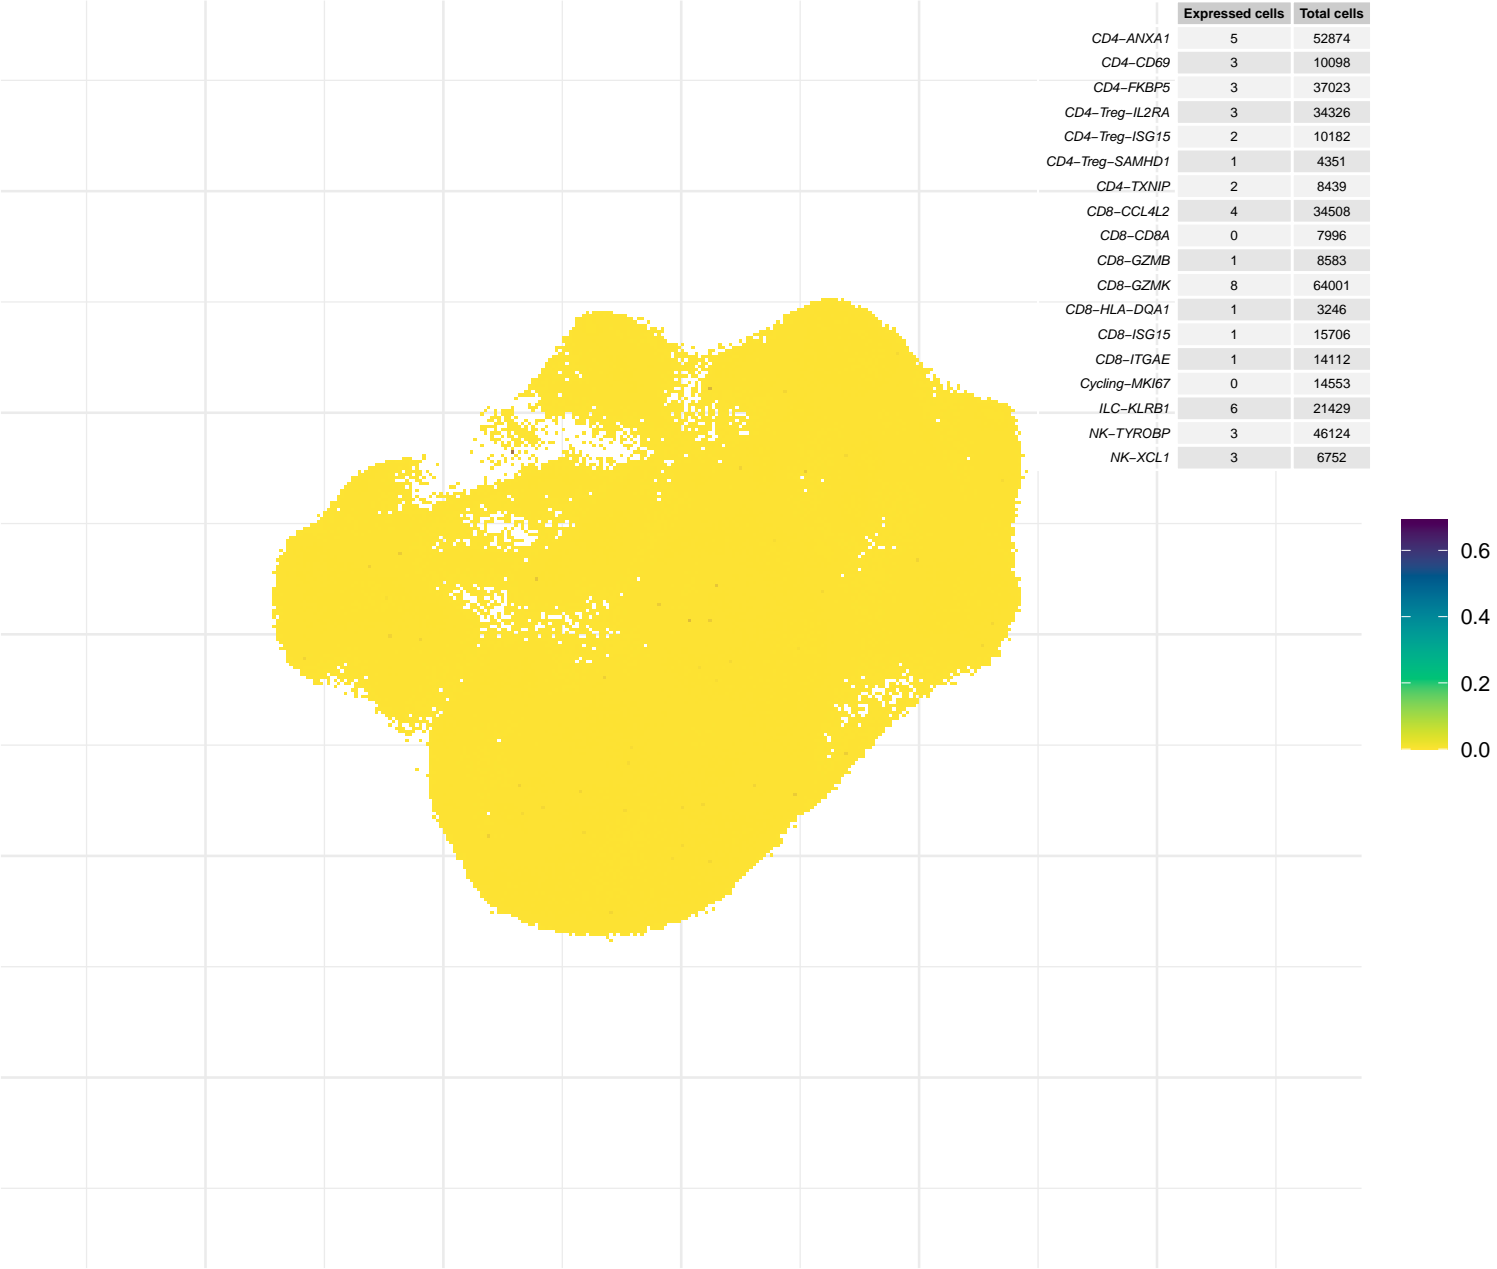 Expressed cells Total cells
CD4−ANXA1 5 52874
CD4−CD69 3 10098
CD4−FKBP5 3 37023
CD4−Treg−IL2RA 3 34326
CD4−Treg−ISG15 2 10182
CD4−Treg−SAMHD1 1 4351
CD4−TXNIP 2 8439
CD8−CCL4L2 4 34508
CD8−CD8A 0 7996
CD8−GZMB 1 8583
CD8−GZMK 8 64001
CD8−HLA−DQA1 1 3246
CD8−ISG15 1 15706
CD8−ITGAE 1 14112
Cycling−MKI67 0 14553
ILC−KLRB1 6 21429
NK−TYROBP 3 46124
NK−XCL1 3 6752
0.6
0.4
0.2
0.0